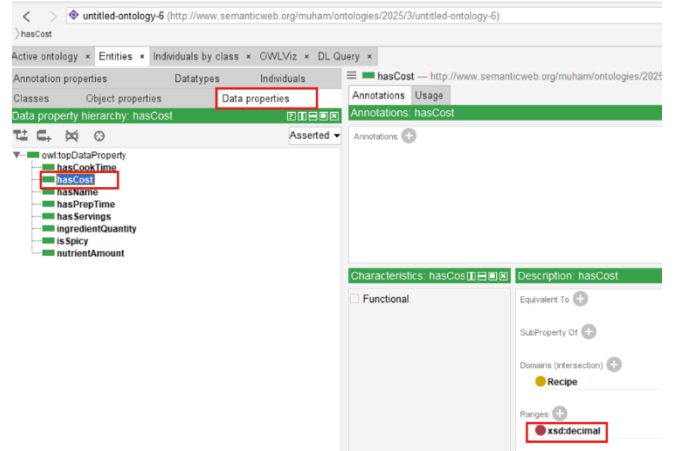 untitled-ontology-6 (http://www.semanticweb.org/muham/ontologies/2025/3/untitled-ontology-6)
hasCost
Active ontology × Entities × Individuals by class × OWLViz × DL Query ×
Annotation properties Datatypes Individuals
Classes Object properties Data properties
Data property hierarchy: hasCost
Asserted
owl:topDataProperty
hasCookTime
hasCost
hasName
hasPrepTime
hasServings
ingredientQuantity
isSpicy
nutrientAmount
hasCost — http://www.semanticweb.org/muham/ontologies/2025
Annotations Usage
Annotations: hasCost
Annotations
Characteristics: hasCos
Functional
Description: hasCost
Equivalent To
SubProperty Of
Domains (intersection)
Recipe
Ranges
xsd:decimal